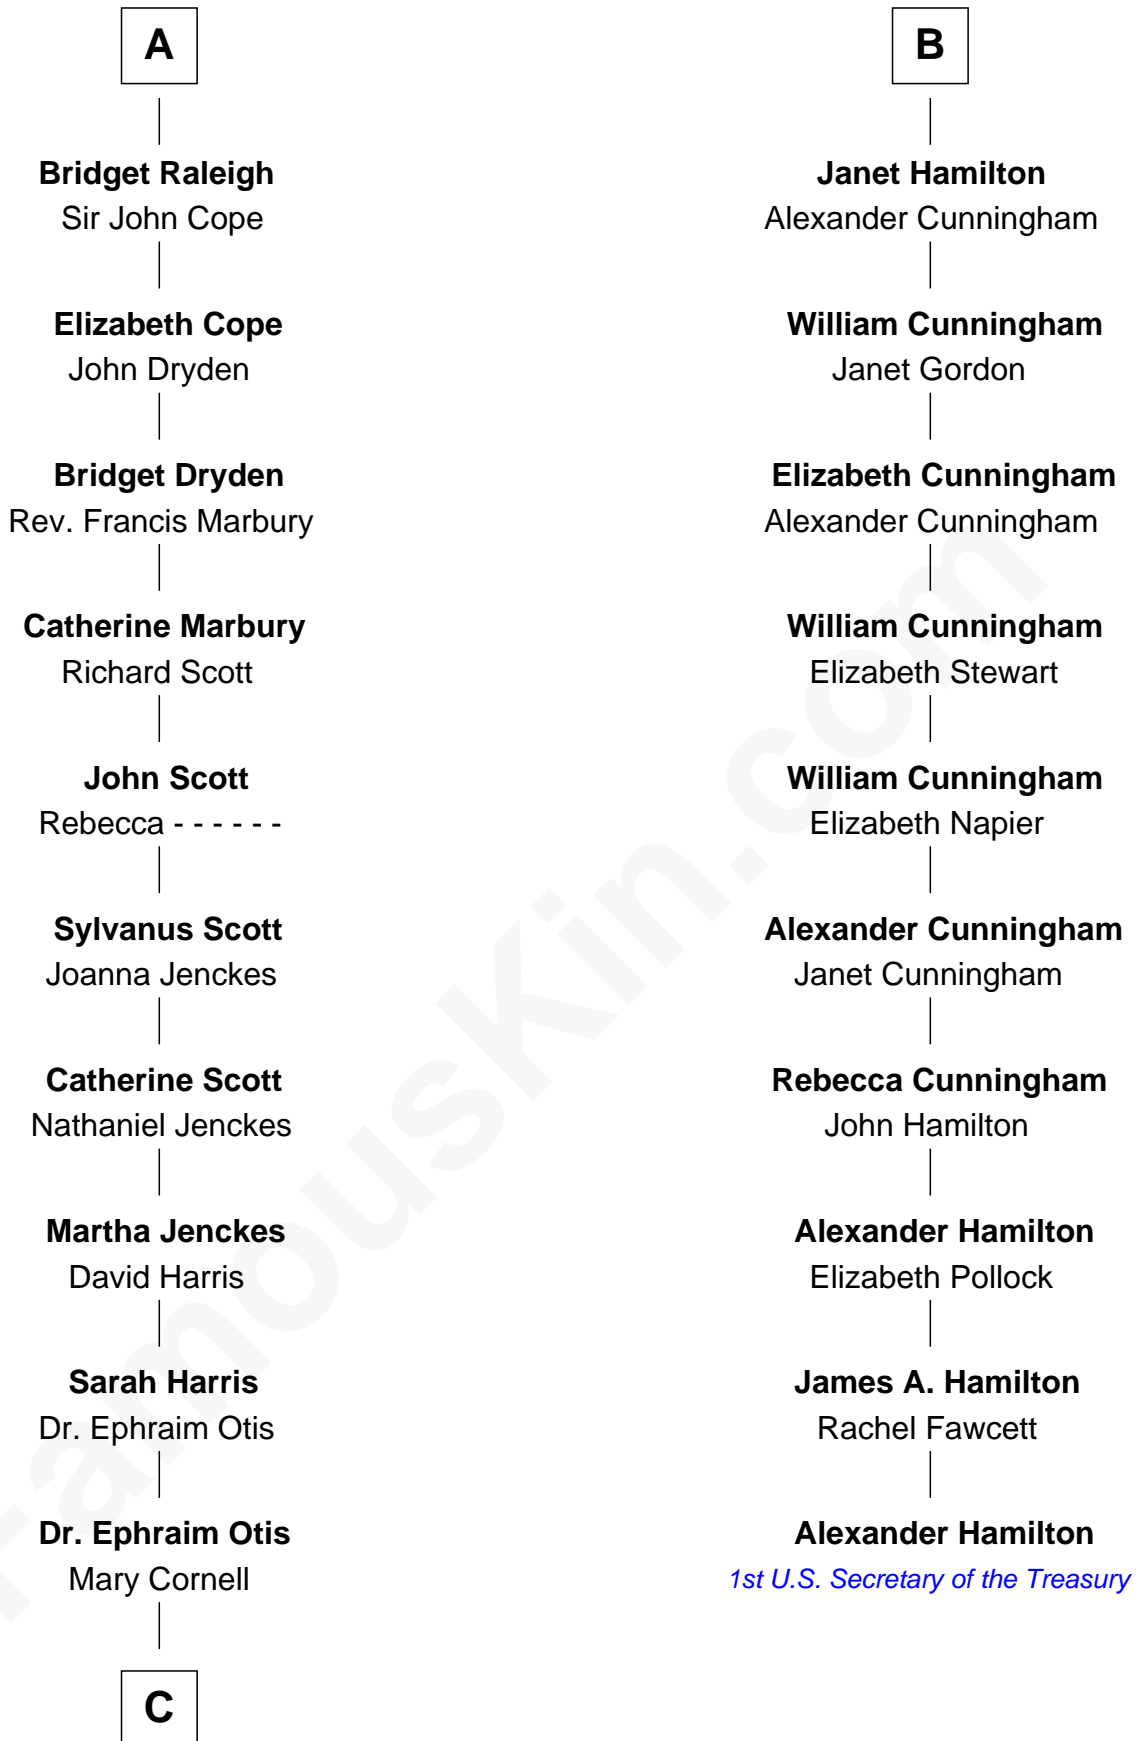 A
Bridget Raleigh
Sir John Cope
Elizabeth Cope
John Dryden
Bridget Dryden
Rev. Francis Marbury
Catherine Marbury
Richard Scott
John Scott
Rebecca - - - - - -
Sylvanus Scott
Joanna Jenckes
Catherine Scott
Nathaniel Jenckes
Martha Jenckes
David Harris
Sarah Harris
Dr. Ephraim Otis
Dr. Ephraim Otis
Mary Cornell
C
B
Janet Hamilton
Alexander Cunningham
William Cunningham
Janet Gordon
Elizabeth Cunningham
Alexander Cunningham
William Cunningham
Elizabeth Stewart
William Cunningham
Elizabeth Napier
Alexander Cunningham
Janet Cunningham
Rebecca Cunningham
John Hamilton
Alexander Hamilton
Elizabeth Pollock
James A. Hamilton
Rachel Fawcett
Alexander Hamilton
1st U.S. Secretary of the Treasury
FamousKin.com